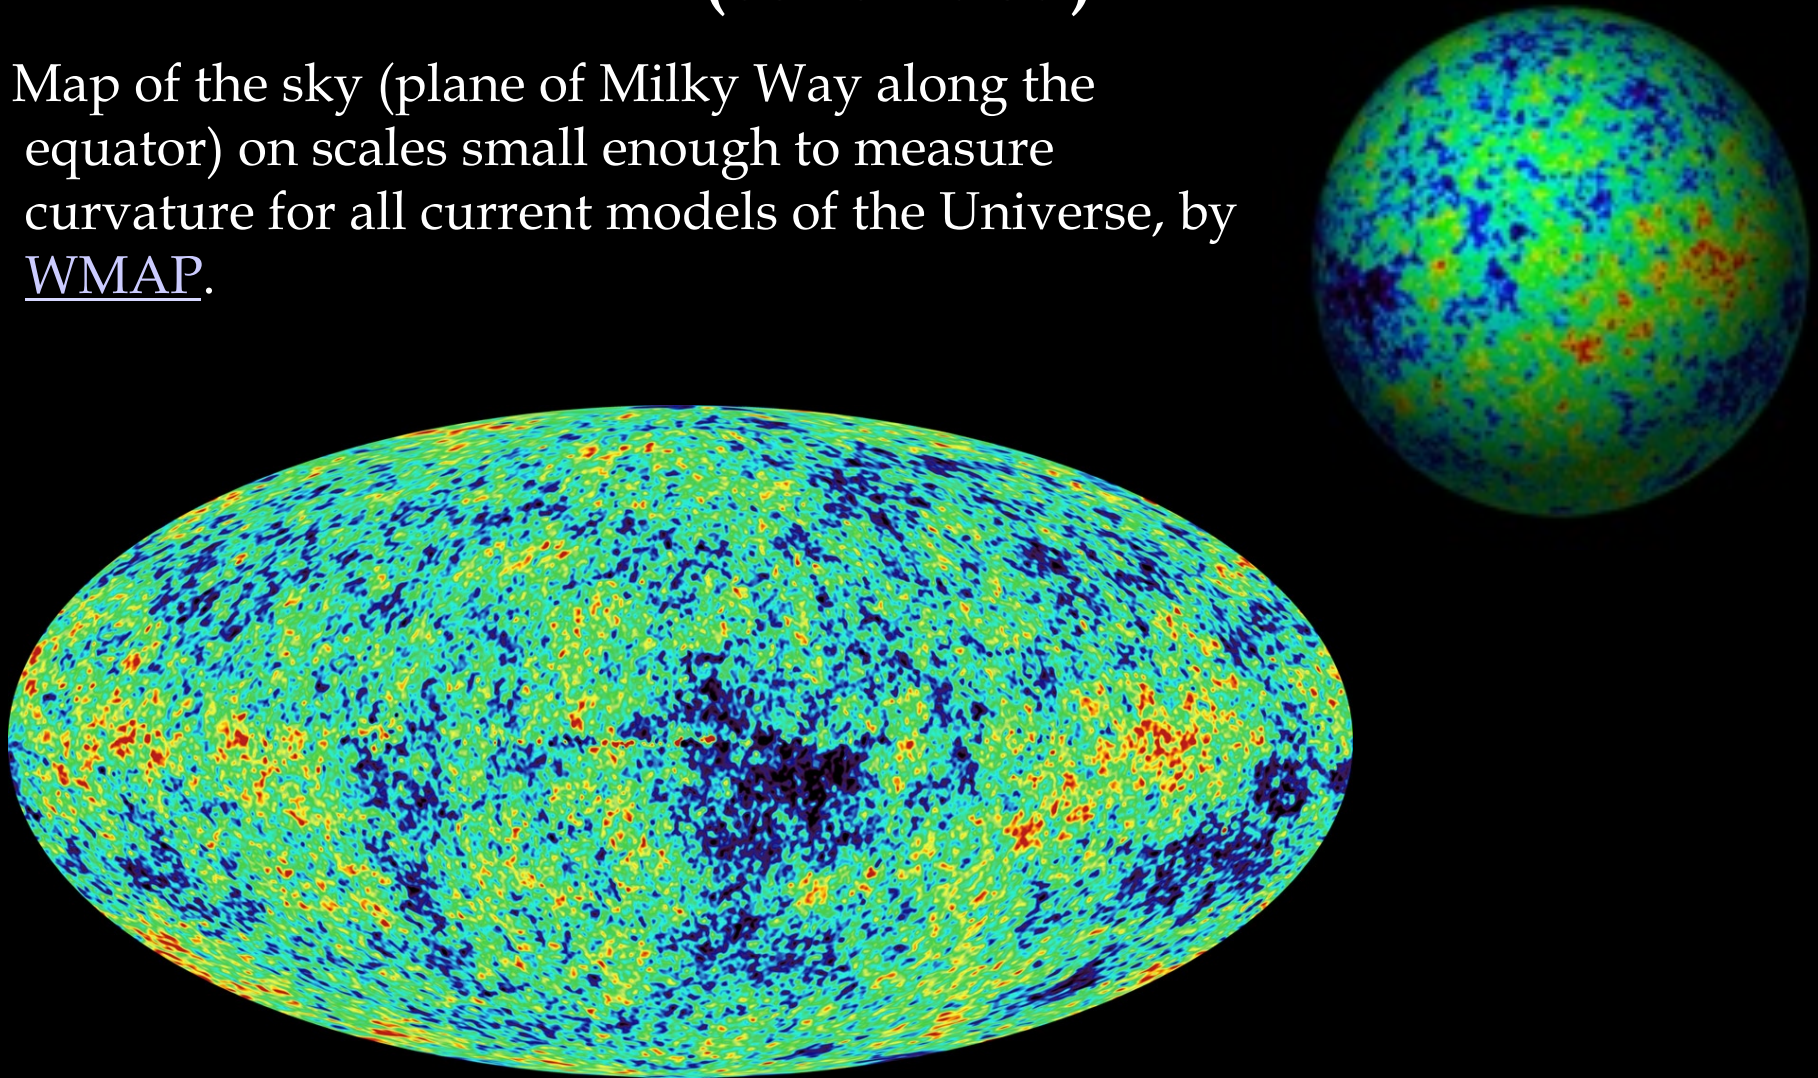 Map of the sky (plane of Milky Way along the
equator) on scales small enough to measure
curvature for all current models of the Universe, by
WMAP.